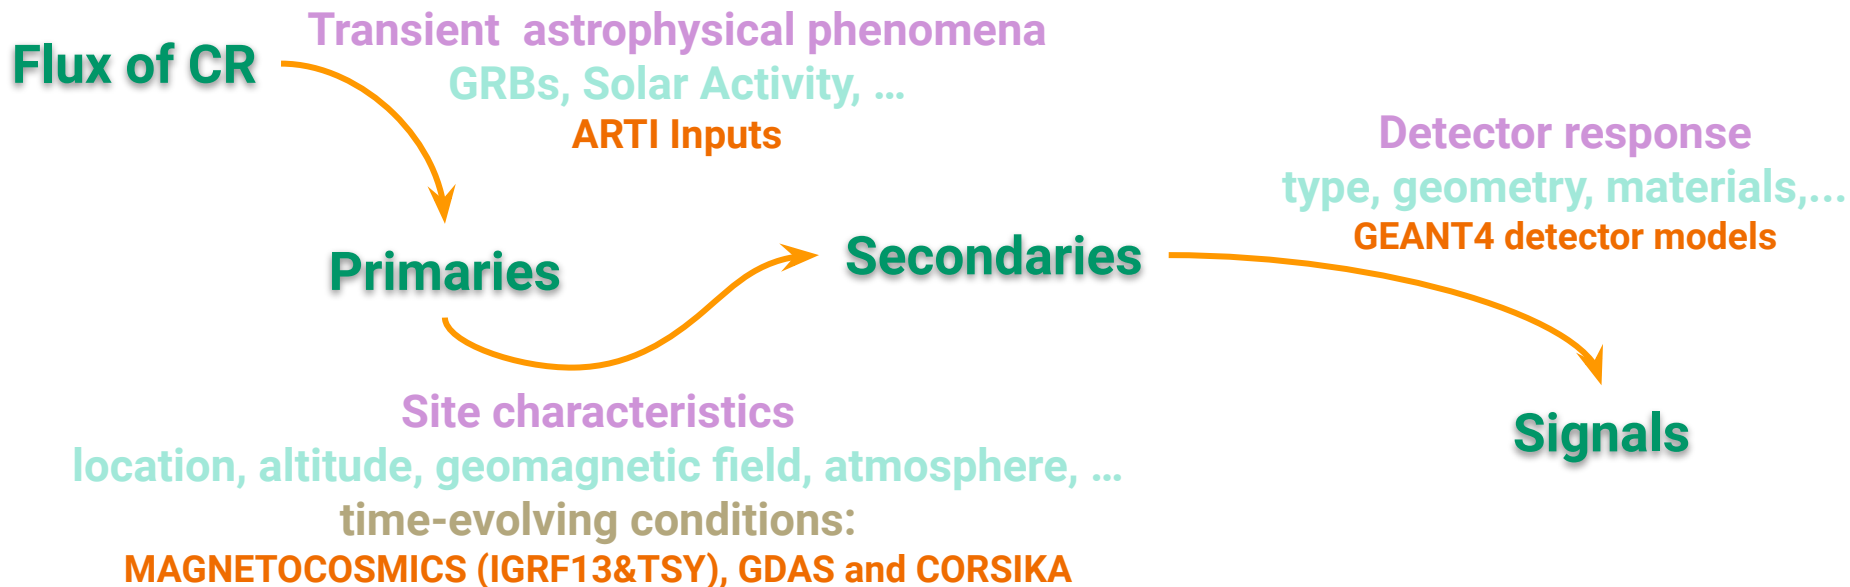 Flux of CR
Transient astrophysical phenomena
GRBs, Solar Activity, ...
ARTI Inputs
Primaries
Site characteristics
location, altitude, geomagnetic field, atmosphere, ...
time-evolving conditions:
MAGNETOCOSMICS (IGRF13&TSY), GDAS and CORSIKA
Secondaries
Detector response
type, geometry, materials,...
GEANT4 detector models
Signals